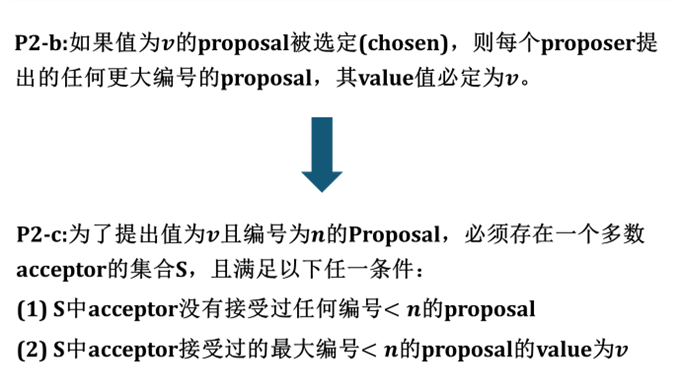 P2-b:如果值为v的proposal被选定(chosen)，则每个proposer提
出的任何更大编号的proposal，其value值必定为v。
P2-c:为了提出值为v且编号为n的Proposal，必须存在一个多数
acceptor的集合S，且满足以下任一条件：
(1) S中acceptor没有接受过任何编号< n的proposal
(2) S中acceptor接受过的最大编号< n的proposal的value为v